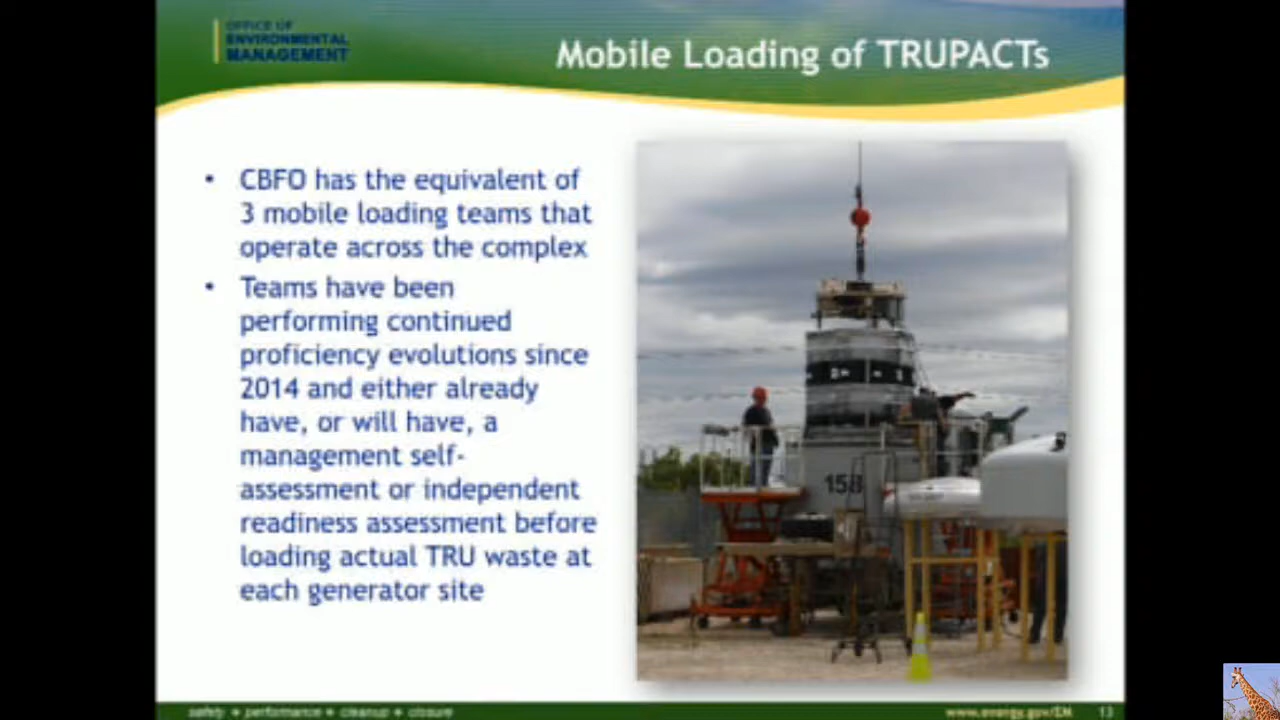 OFFICE OF
ENVIRONMENTAL
MANAGEMENT
Mobile Loading of TRUPACTs
• CBFO has the equivalent of
3 mobile loading teams that
operate across the complex
• Teams have been
performing continued
proficiency evolutions since
2014 and either already
have, or will have, a
management self-
assessment or independent
readiness assessment before
loading actual TRU waste at
each generator site
158
safety • performance • cleanup • closure
www.energy.gov/EM 13